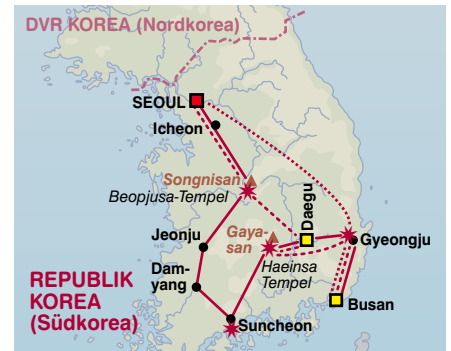 DVR KOREA (Nordkorea)
SEOUL
Icheon
Songnisan
Beopjusa-Tempel
Daegu
Jeonju
Gaya-
san
Gyeongju
Haeinsa
Tempel
Dam-
yang
REPUBLIK
KOREA
(Südkorea)
Busan
Suncheon